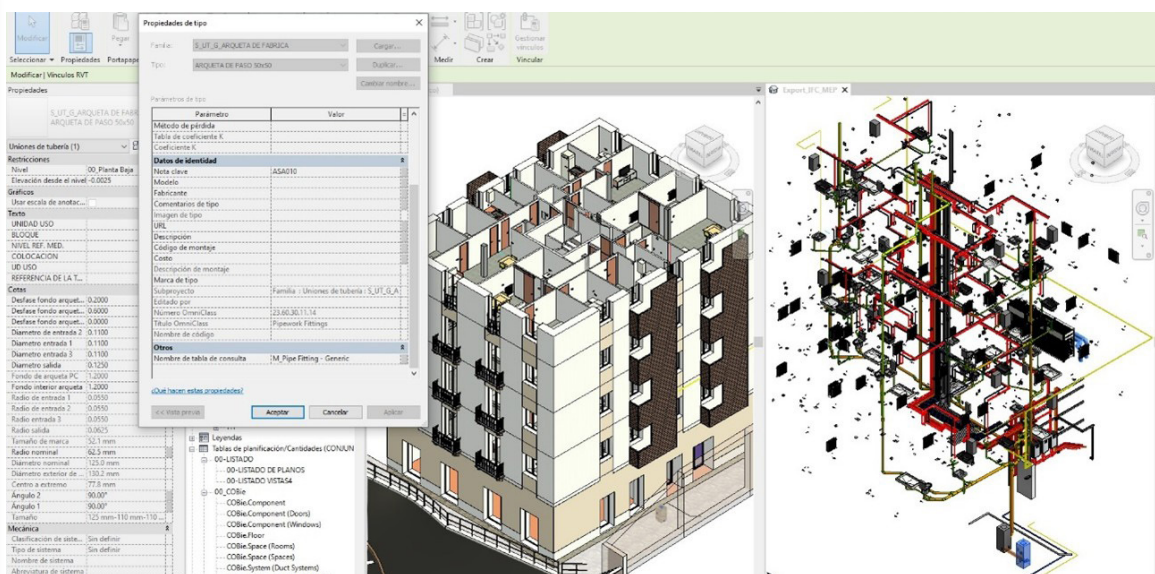 Modificar
Pegar
Seleccionar Propiedades Portapap
Medir Crear Vincular
Gestionar
vínculos
Modificar | Vínculos RVT
Propiedades
S_UT_G_ARQUETA DE FABR
ARQUETA DE PASO 50x50
Uniones de tubería (1)
Restricciones
Nivel 00_Planta Baja
Elevación desde el nivel -0.0025
Gráficos
Usar escala de anotac...
Texto
UNIDAD USO
BLOQUE
NIVEL REF. MED.
COLOCACION
UD USO
REFERENCIA DE LA T...
Cotas
Desfase fondo arquet... 0.2000
Desfase fondo arquet... 0.6000
Desfase fondo arquet... 0.0000
Diametro de entrada 2 0.1100
Diametro entrada 1 0.1100
Diametro entrada 3 0.1100
Diametro salida 0.1250
Fondo de arqueta PC 1.2000
Fondo interior arqueta 1.2000
Radio de entrada 1 0.0550
Radio de entrada 2 0.0550
Radio entrada 3 0.0550
Radio salida 0.0625
Tamaño de marca 52.1 mm
Radio nominal 62.5 mm
Diámetro nominal 125.0 mm
Diámetro exterior de ... 130.2 mm
Centro a extremo 77.8 mm
Ángulo 2 90.00°
Ángulo 1 90.00°
Tamaño 125 mm-110 mm-110 ...
Mecánica
Clasificación de siste... Sin definir
Tipo de sistema Sin definir
Nombre de sistema
Abreviatura de sistema
Propiedades de tipo
Familia: S_UT_G_ARQUETA DE FABRICA Cargar...
Tipo: ARQUETA DE PASO 50x50 Duplicar...
Cambiar nombre...
Parámetros de tipo
Parámetro Valor =
Método de pérdida
Tabla de coeficiente K
Coeficiente K
Datos de identidad
Nota clave ASA010
Modelo
Fabricante
Comentarios de tipo
Imagen de tipo
URL
Descripción
Código de montaje
Costo
Descripción de montaje
Marca de tipo
Subproyecto Familia : Uniones de tubería : S_UT_G_A
Editado por
Número OmniClass 23.60.30.11.14
Título OmniClass Pipework Fittings
Nombre de código
Otros
Nombre de tabla de consulta M_Pipe Fitting - Generic
¿Qué hacen estas propiedades?
<< Vista previa Aceptar Cancelar Aplicar
Leyendas
Tablas de planificación/Cantidades (CONJUN
00-LISTADO
00-LISTADO DE PLANOS
00-LISTADO VISTAS4
00_COBie
COBie.Component
COBie.Component (Doors)
COBie.Component (Windows)
COBie.Floor
COBie.Space (Rooms)
COBie.Space (Spaces)
COBie.System (Duct Systems)
Export_IFC_MEP